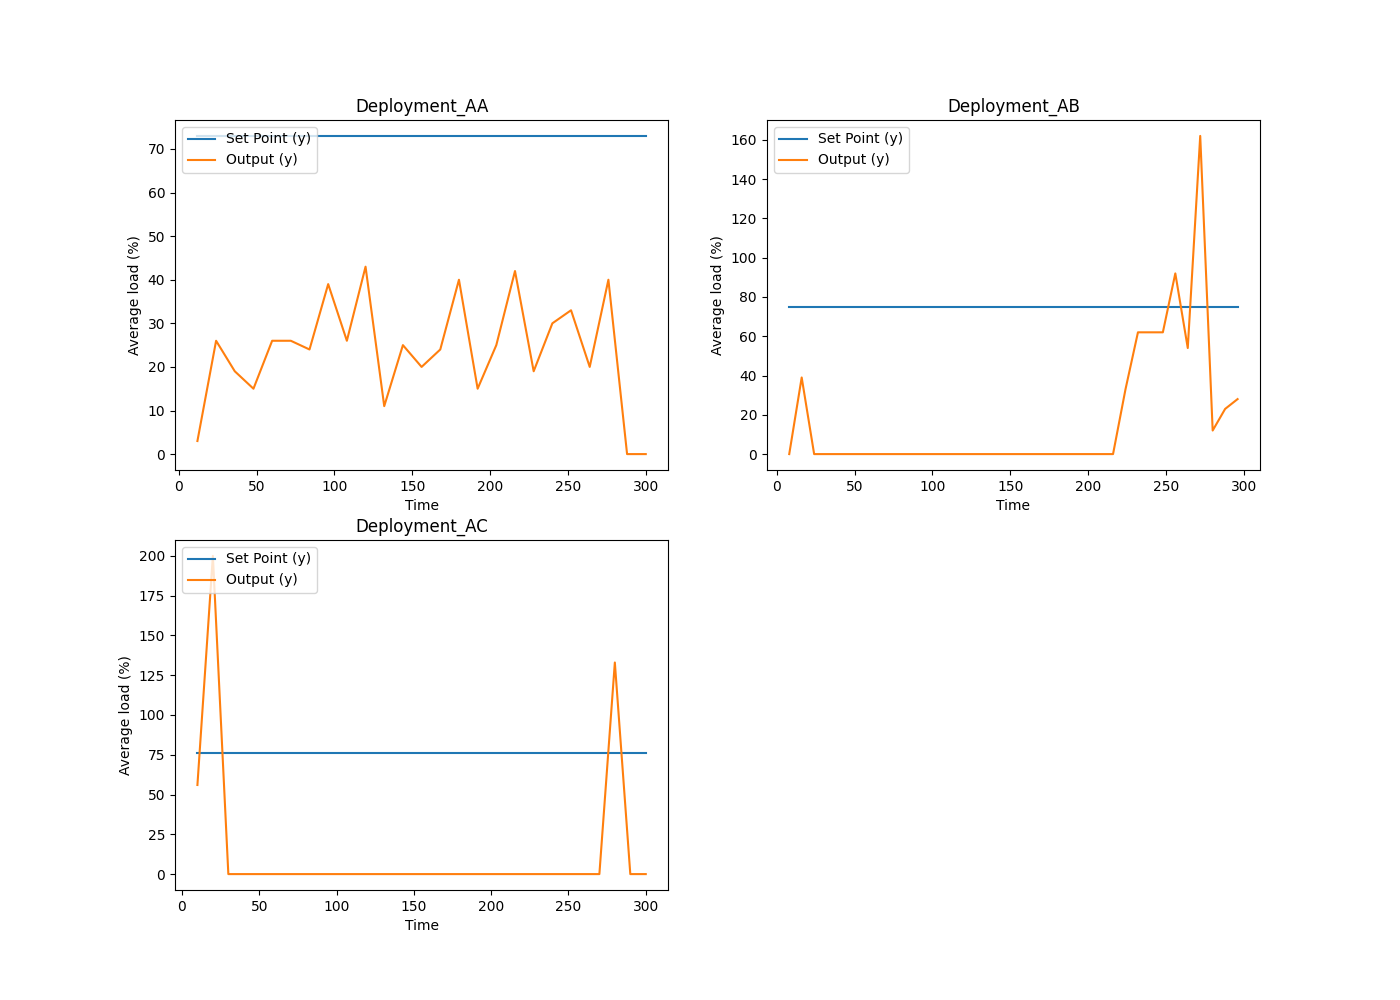 Deployment_AA
Set Point (y)
Output (y)
Average load (%)
70
60
50
40
30
20
10
0
0 50 100 150 200 250 300
Time
Deployment_AB
Set Point (y)
Output (y)
Average load (%)
160
140
120
100
80
60
40
20
0
0 50 100 150 200 250 300
Time
Deployment_AC
Set Point (y)
Output (y)
Average load (%)
200
175
150
125
100
75
50
25
0
0 50 100 150 200 250 300
Time